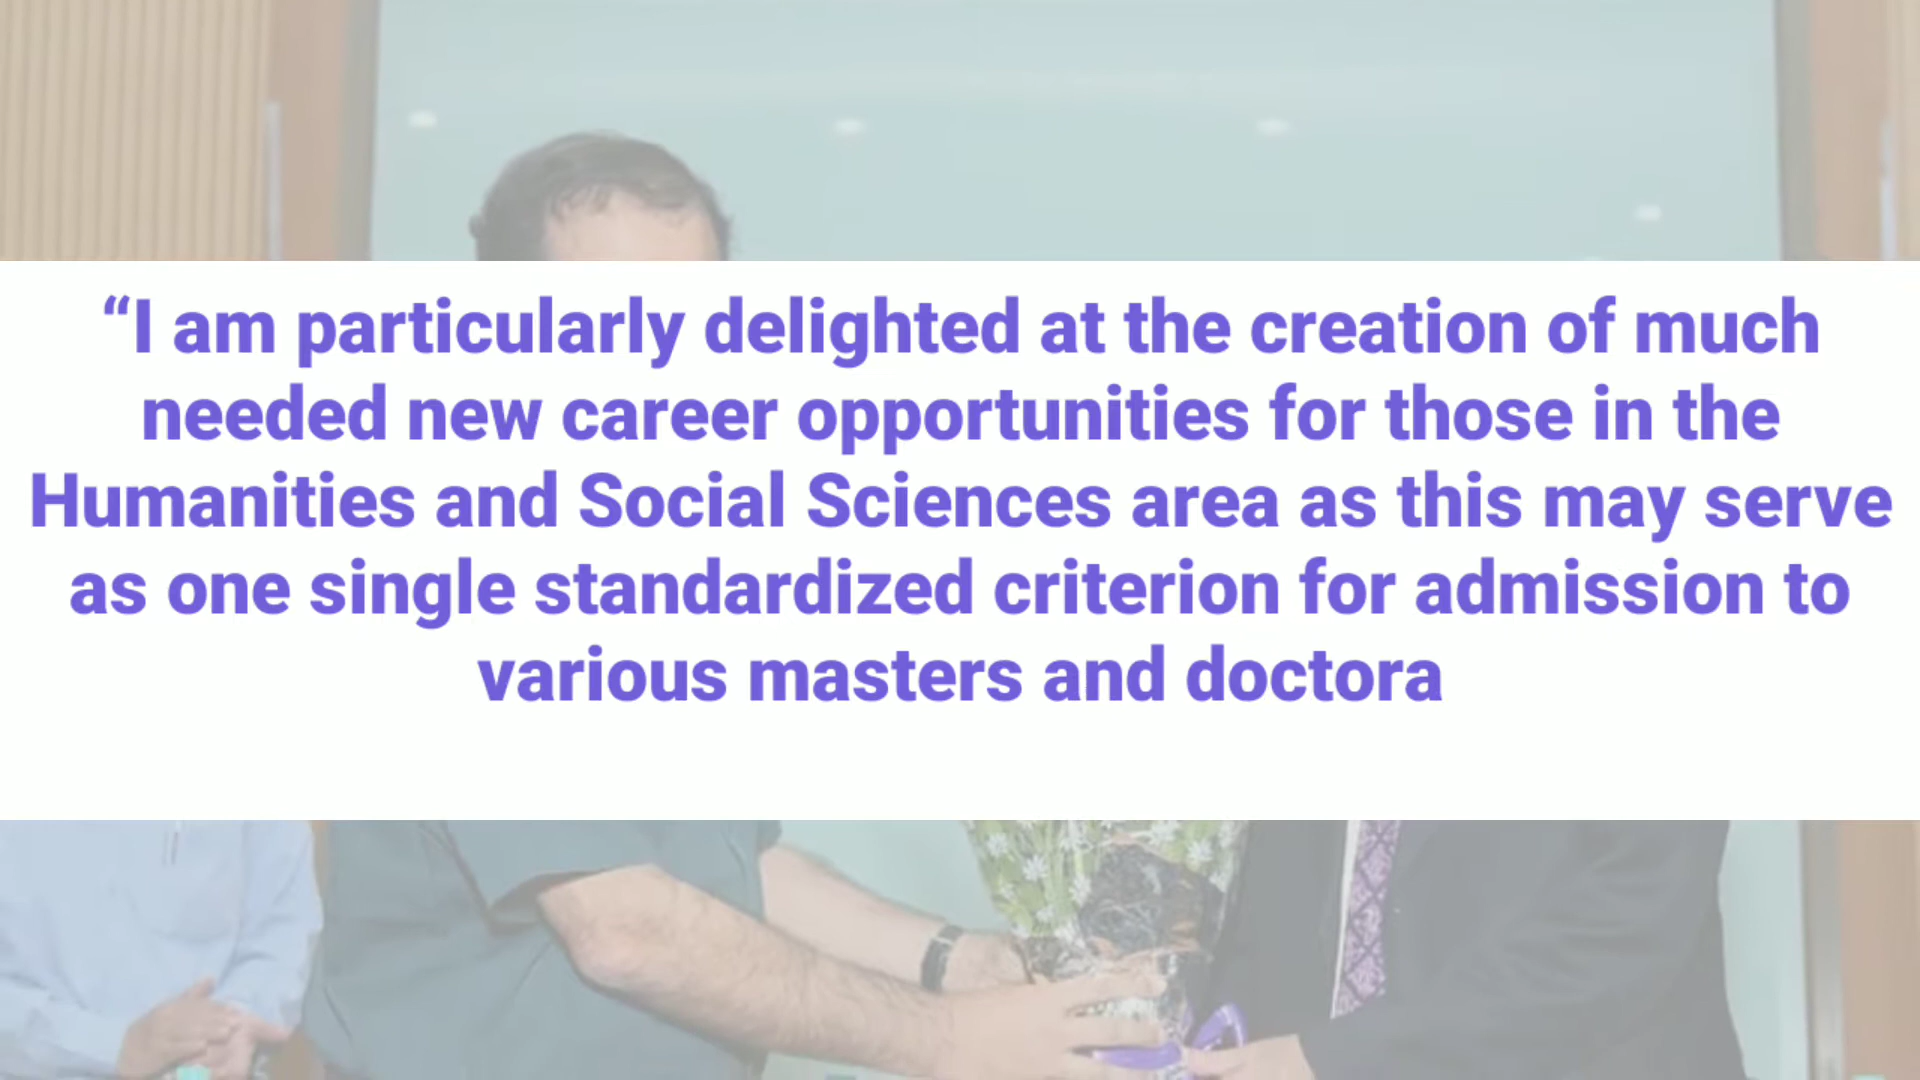 “I am particularly delighted at the creation of much
needed new career opportunities for those in the
Humanities and Social Sciences area as this may serve
as one single standardized criterion for admission to
various masters and doctora